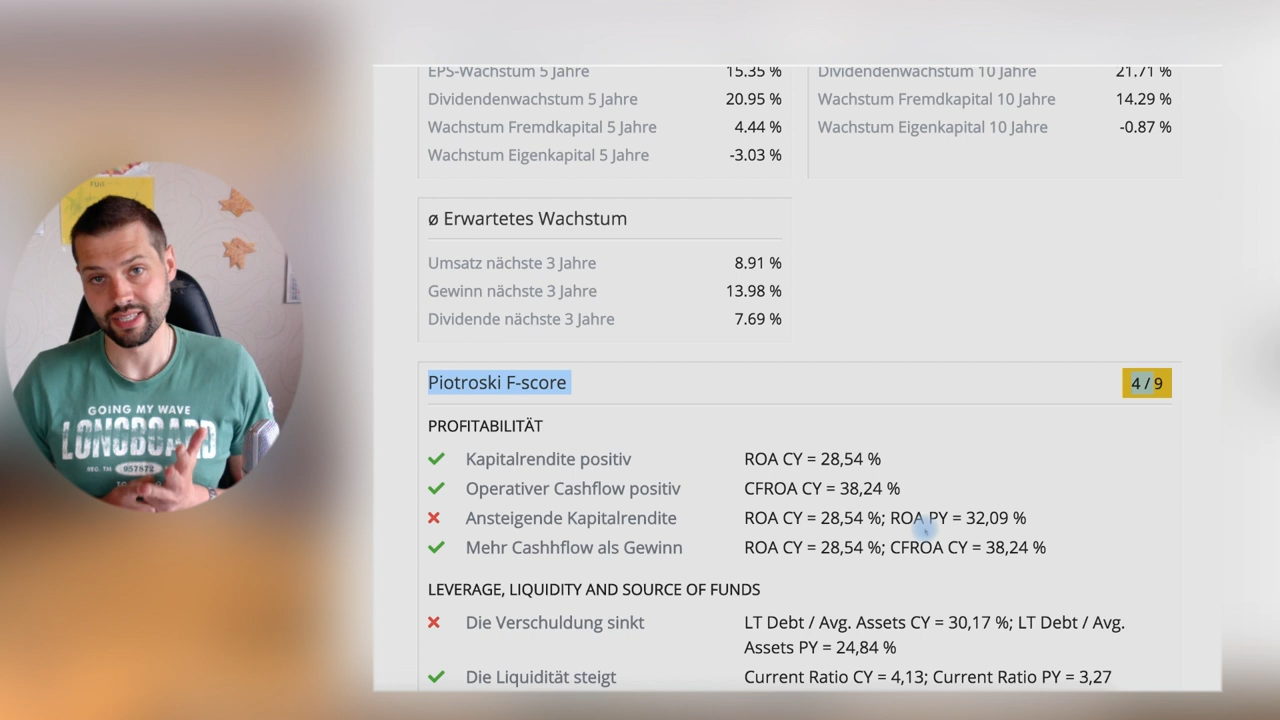 EPS-Wachstum 5 Jahre 15.35 %
Dividendenwachstum 5 Jahre 20.95 %
Wachstum Fremdkapital 5 Jahre 4.44 %
Wachstum Eigenkapital 5 Jahre -3.03 %
Dividendenwachstum 10 Jahre 21.71 %
Wachstum Fremdkapital 10 Jahre 14.29 %
Wachstum Eigenkapital 10 Jahre -0.87 %
ø Erwartetes Wachstum
Umsatz nächste 3 Jahre 8.91 %
Gewinn nächste 3 Jahre 13.98 %
Dividende nächste 3 Jahre 7.69 %
Piotroski F-score 4 / 9
PROFITABILITÄT
Kapitalrendite positiv ROA CY = 28,54 %
Operativer Cashflow positiv CFROA CY = 38,24 %
Ansteigende Kapitalrendite ROA CY = 28,54 %; ROA PY = 32,09 %
Mehr Cashhflow als Gewinn ROA CY = 28,54 %; CFROA CY = 38,24 %
LEVERAGE, LIQUIDITY AND SOURCE OF FUNDS
Die Verschuldung sinkt LT Debt / Avg. Assets CY = 30,17 %; LT Debt / Avg.
Assets PY = 24,84 %
Die Liquidität steigt Current Ratio CY = 4,13; Current Ratio PY = 3,27
GOING MY WAVE
LONGBOARD
REG. TM 957572